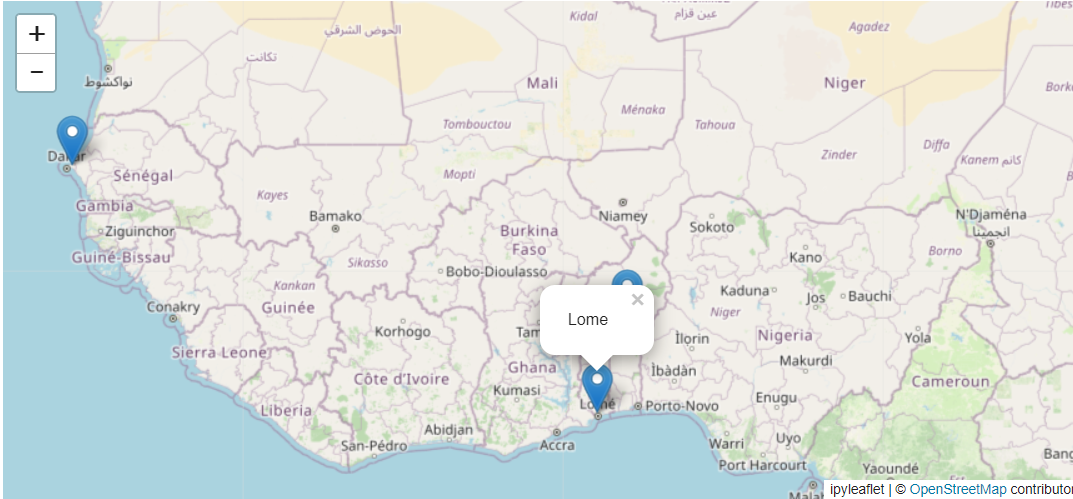 +
−
الحوض الشرقي
تكانت
نواكشوط
Kidal
عين قزام
Agadez
Mali
Niger
Ménaka
Tombouctou
Tahoua
Zinder
Diffa
Kanem كانم
Dakar
Sénégal
Kayes
Mopti
Gambia
Ziguinchor
Bamako
Niamey
Sokoto
N'Djaména
انجمينا
Burkina
Faso
Guiné-Bissau
Sikasso
Bobo-Dioulasso
Kano
Borno
Kankan
Guinée
Kaduna
Jos
Bauchi
Conakry
Niger
×
Lome
Korhogo
Tam
Ìlorin
Nigeria
Yola
Sierra Leone
Ghana
Ìbàdàn
Makurdi
Côte d'Ivoire
Kumasi
Cameroun
Liberia
Lomé
Porto-Novo
Enugu
Abidjan
San-Pédro
Accra
Warri
Uyo
Port Harcourt
Yaoundé
Malab
ipyleaflet | © OpenStreetMap contributor